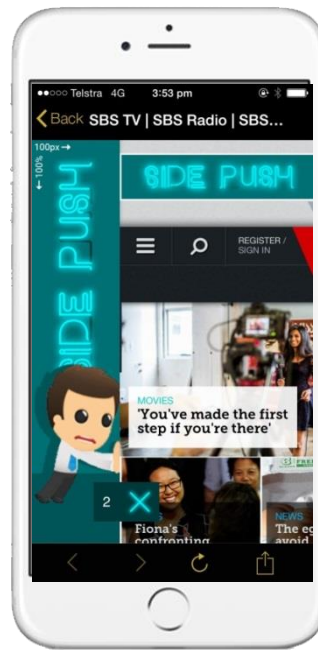 Telstra 4G 3:53 pm
Back SBS TV | SBS Radio | SBS...
100px
100%
SIDE PUSH
SIDE PUSH
REGISTER /
SIGN IN
MOVIES
'You've made the first
step if you're there'
2
Fiona's
confronting
NEWS
The eg
avoid